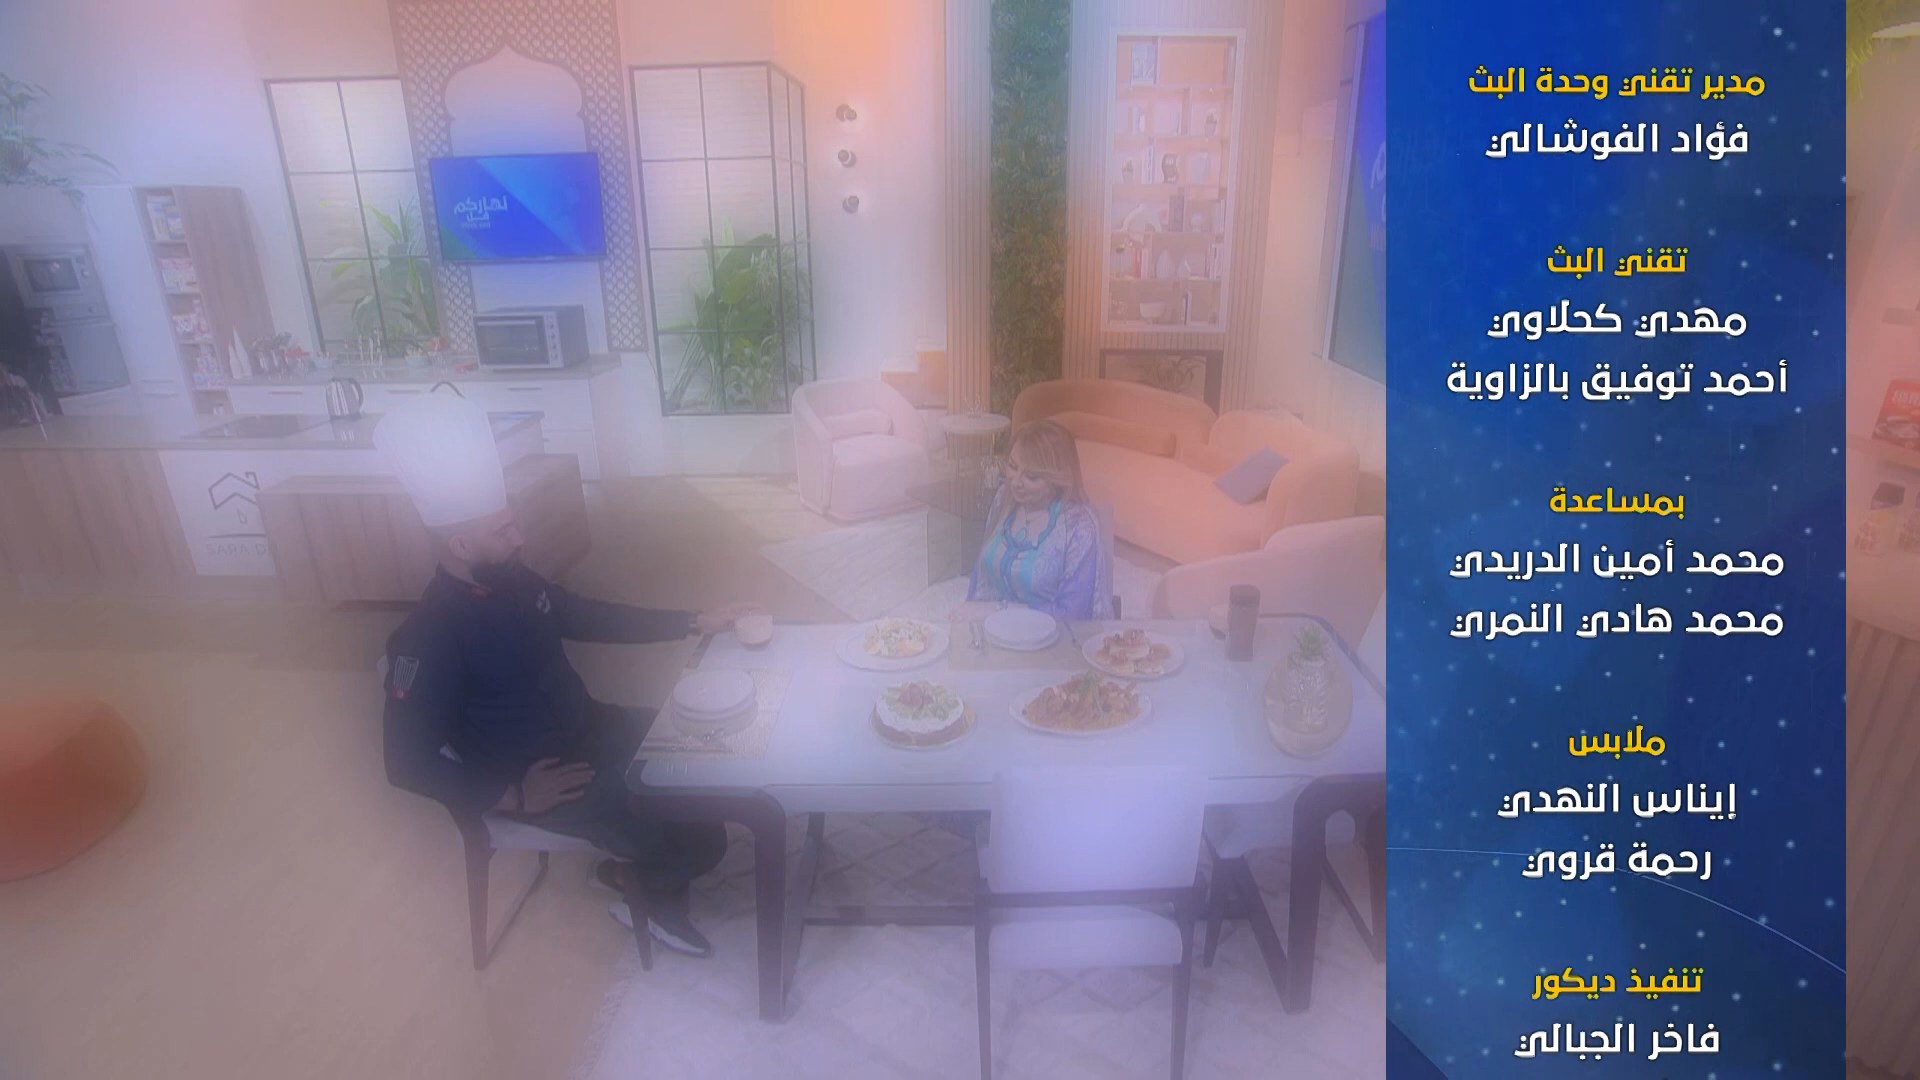 مدير تقني وحدة البث
فؤاد الفوشالي
تقني البث
مهدي كحلاوي
أحمد توفيق بالزاوية
بمساعدة
محمد أمين الدريدي
محمد هادي النمري
ملابس
إيناس النهدي
رحمة قروي
تنفيذ ديكور
فاخر الجبالي
نهاركم